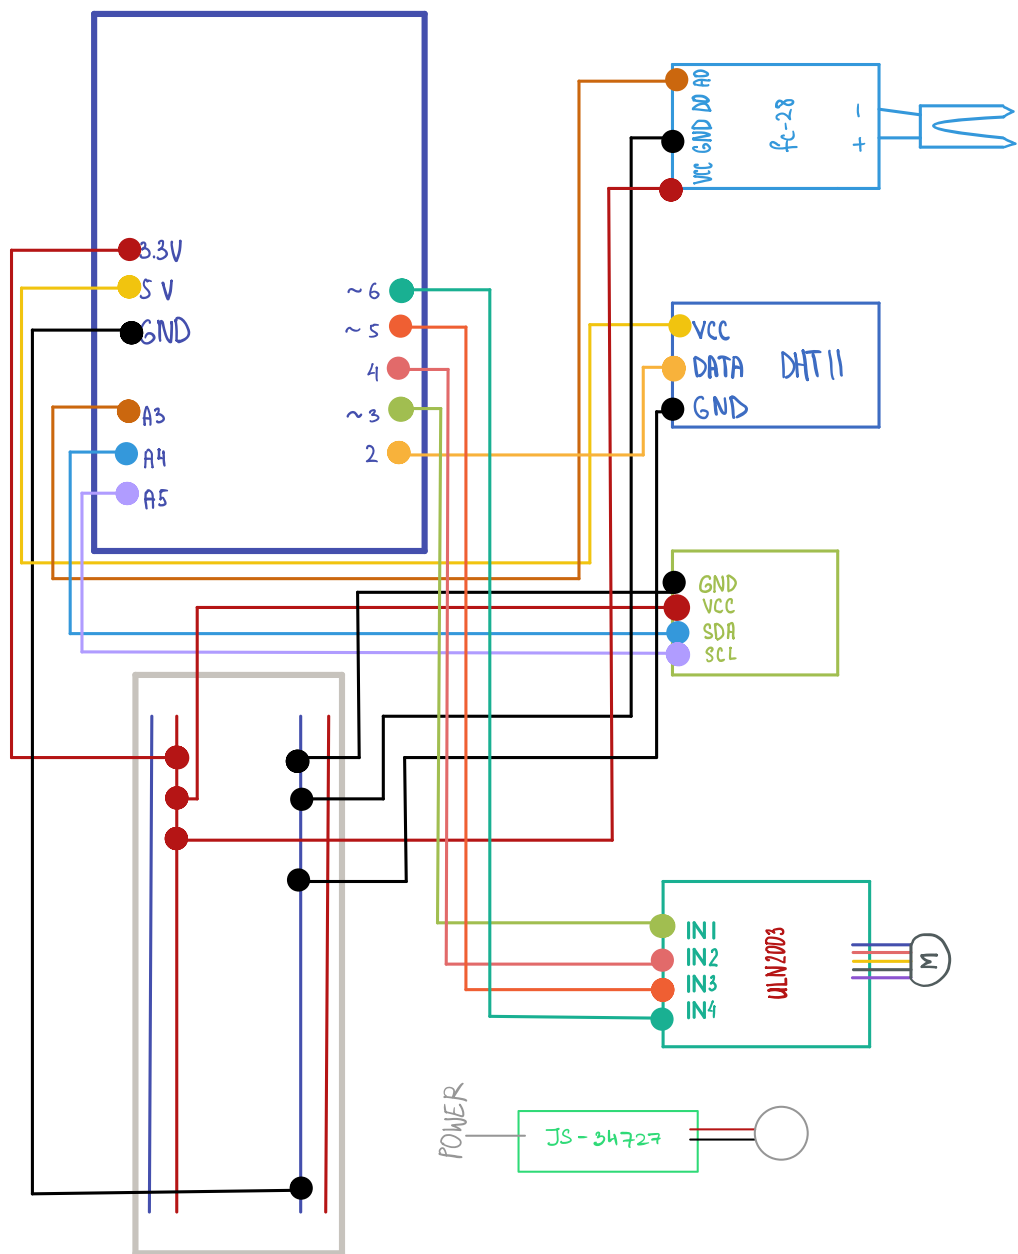 3.3V
5 V
GND
A3
A4
A5
~ 6
~ 5
4
~ 3
2
A0
D0
GND
VCC
fc-28
-
+
VCC
DATA
GND
DHT11
GND
VCC
SDA
SCL
IN1
IN2
IN3
IN4
ULN2003
M
POWER
JS-34727